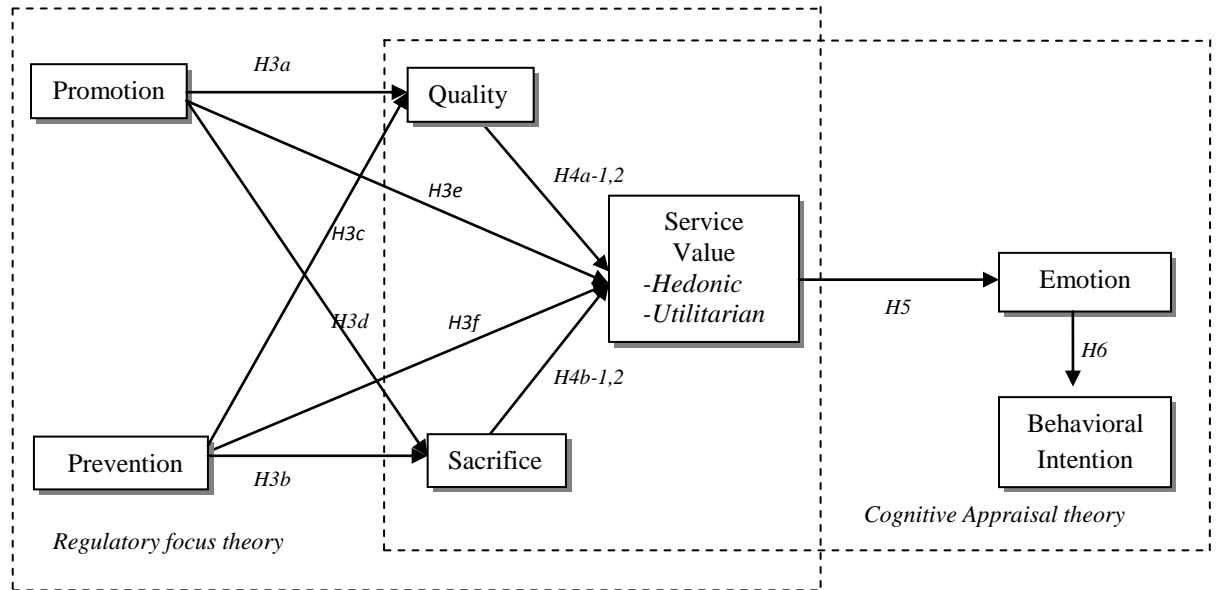 H3a
Promotion
Quality
H4a-1,2
H3e
Service
Value
-Hedonic
-Utilitarian
H3c
Emotion
H5
H3d
H3f
H6
H4b-1,2
Behavioral
Intention
Prevention
Sacrifice
H3b
Cognitive Appraisal theory
Regulatory focus theory